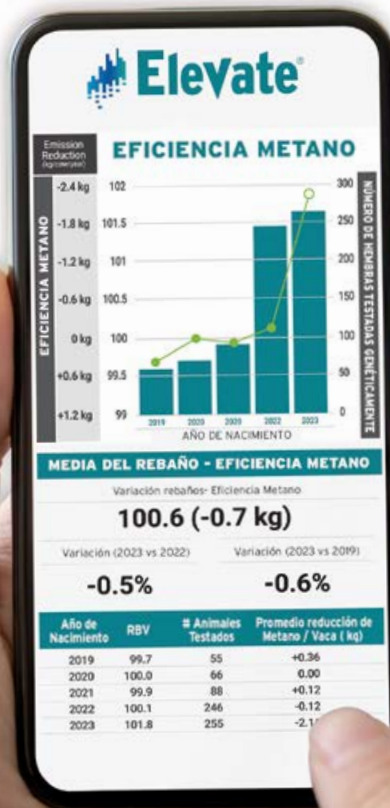 Elevate®
Emission
Reduction
(kg/cow/year)
EFICIENCIA METANO
EFICIENCIA METANO
-2.4 kg
-1.8 kg
-1.2 kg
-0.6 kg
0 kg
+0.6 kg
+1.2 kg
102
101.5
101
100.5
100
99.5
99
300
250
200
150
100
50
0
NÚMERO DE HEMBRAS TESTADAS GENÉTICAMENTE
2019 2020 2020 2022 2023
AÑO DE NACIMIENTO
MEDIA DEL REBAÑO - EFICIENCIA METANO
Variación rebaños- Eficiencia Metano
100.6 (-0.7 kg)
Variación (2023 vs 2022) Variación (2023 vs 2019)
-0.5% -0.6%
Año de Nacimiento RBV # Animales Testados Promedio reducción de Metano / Vaca ( kg)
2019 99.7 55 +0.36
2020 100.0 66 0.00
2021 99.9 88 +0.12
2022 100.1 246 -0.12
2023 101.8 255